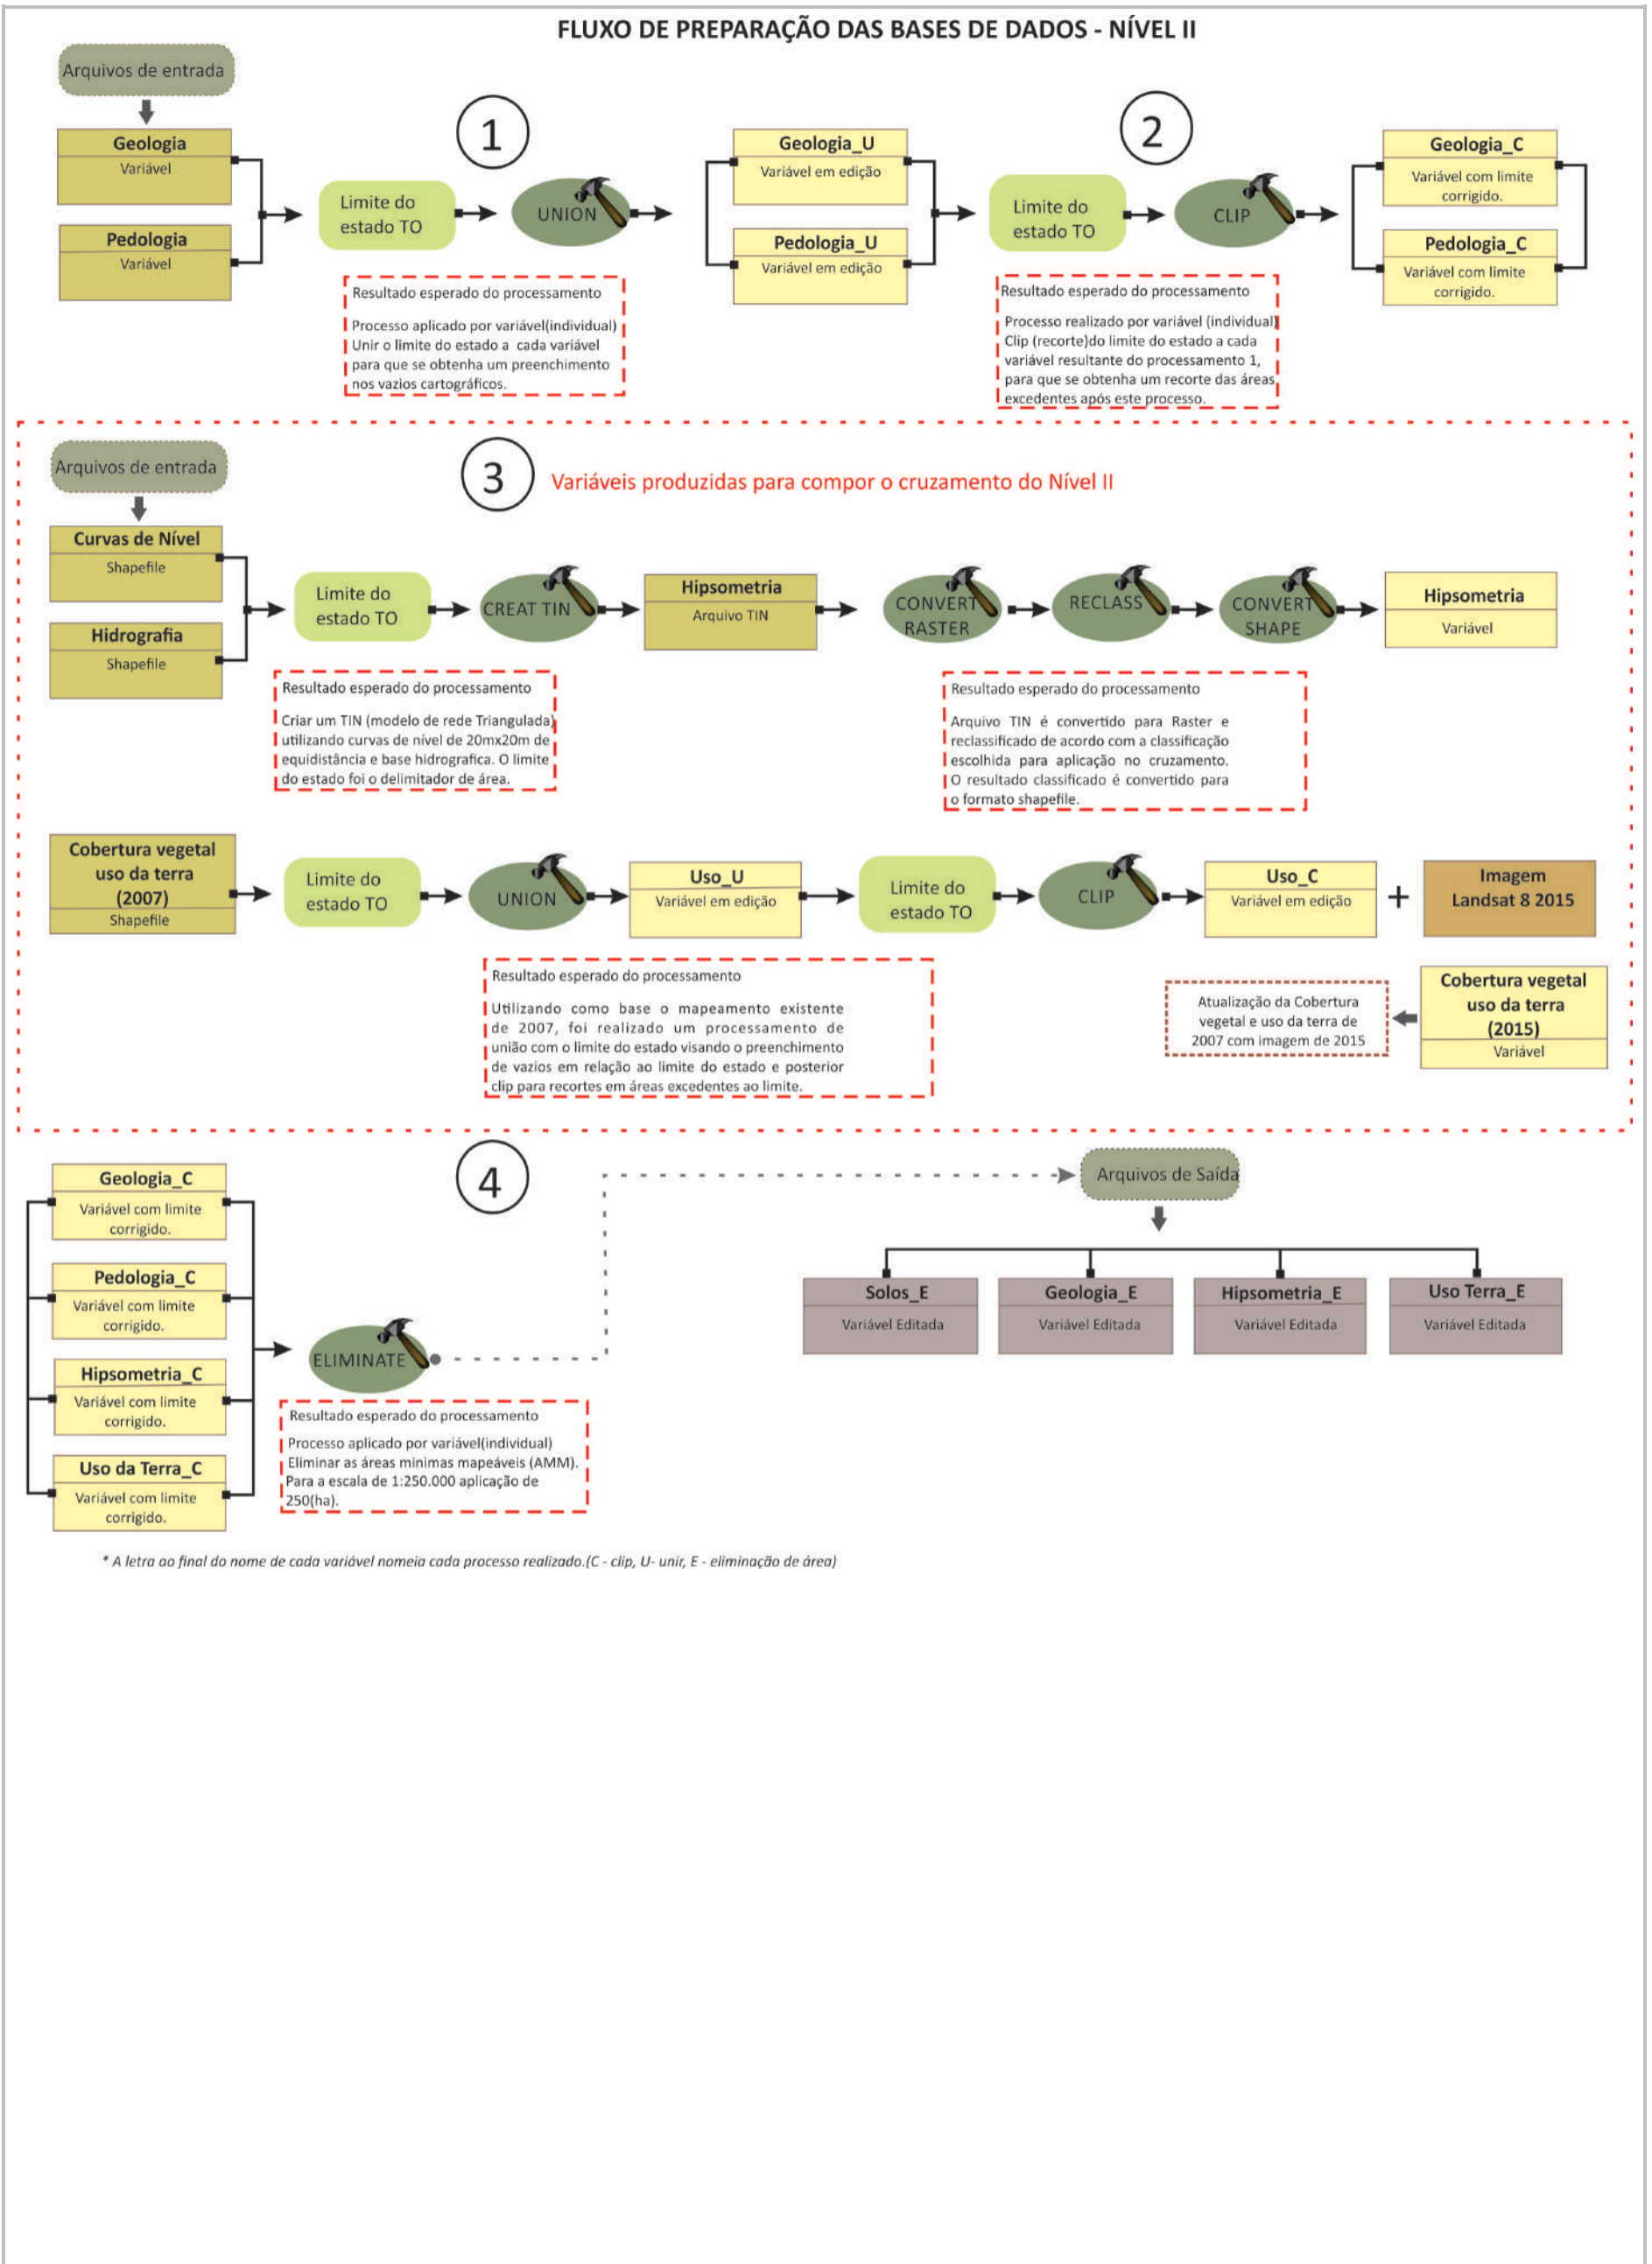 FLUXO DE PREPARAÇÃO DAS BASES DE DADOS - NÍVEL II
Arquivos de entrada
Geologia
Variável
Pedologia
Variável
1
Limite do
estado TO
UNION
Resultado esperado do processamento
Processo aplicado por variável(individual)
Unir o limite do estado a cada variável
para que se obtenha um preenchimento
nos vazios cartográficos.
Geologia_U
Variável em edição
Pedologia_U
Variável em edição
2
Limite do
estado TO
CLIP
Resultado esperado do processamento
Processo realizado por variável (individual)
Clip (recorte)do limite do estado a cada
variável resultante do processamento 1,
para que se obtenha um recorte das áreas
excedentes após este processo.
Geologia_C
Variável com limite
corrigido.
Pedologia_C
Variável com limite
corrigido.
Arquivos de entrada
3
Variáveis produzidas para compor o cruzamento do Nível II
Curvas de Nível
Shapefile
Hidrografia
Shapefile
Limite do
estado TO
CREAT TIN
Hipsometria
Arquivo TIN
CONVERT
RASTER
RECLASS
CONVERT
SHAPE
Hipsometria
Variável
Resultado esperado do processamento
Criar um TIN (modelo de rede Triangulada)
utilizando curvas de nível de 20mx20m de
equidistância e base hidrografica. O limite
do estado foi o delimitador de área.
Resultado esperado do processamento
Arquivo TIN é convertido para Raster e
reclassificado de acordo com a classificação
escolhida para aplicação no cruzamento.
O resultado classificado é convertido para
o formato shapefile.
Cobertura vegetal
uso da terra
(2007)
Shapefile
Limite do
estado TO
UNION
Uso_U
Variável em edição
Limite do
estado TO
CLIP
Uso_C
Variável em edição
+
Imagem
Landsat 8 2015
Resultado esperado do processamento
Utilizando como base o mapeamento existente
de 2007, foi realizado um processamento de
união com o limite do estado visando o preenchimento
de vazios em relação ao limite do estado e posterior
clip para recortes em áreas excedentes ao limite.
Atualização da Cobertura
vegetal e uso da terra de
2007 com imagem de 2015
Cobertura vegetal
uso da terra
(2015)
Variável
4
Geologia_C
Variável com limite
corrigido.
Pedologia_C
Variável com limite
corrigido.
Hipsometria_C
Variável com limite
corrigido.
Uso da Terra_C
Variável com limite
corrigido.
ELIMINATE
Resultado esperado do processamento
Processo aplicado por variável(individual)
Eliminar as áreas minimas mapeáveis (AMM).
Para a escala de 1:250.000 aplicação de
250(ha).
Arquivos de Saída
Solos_E
Variável Editada
Geologia_E
Variável Editada
Hipsometria_E
Variável Editada
Uso Terra_E
Variável Editada
* A letra ao final do nome de cada variável nomeia cada processo realizado.(C - clip, U- unir, E - eliminação de área)